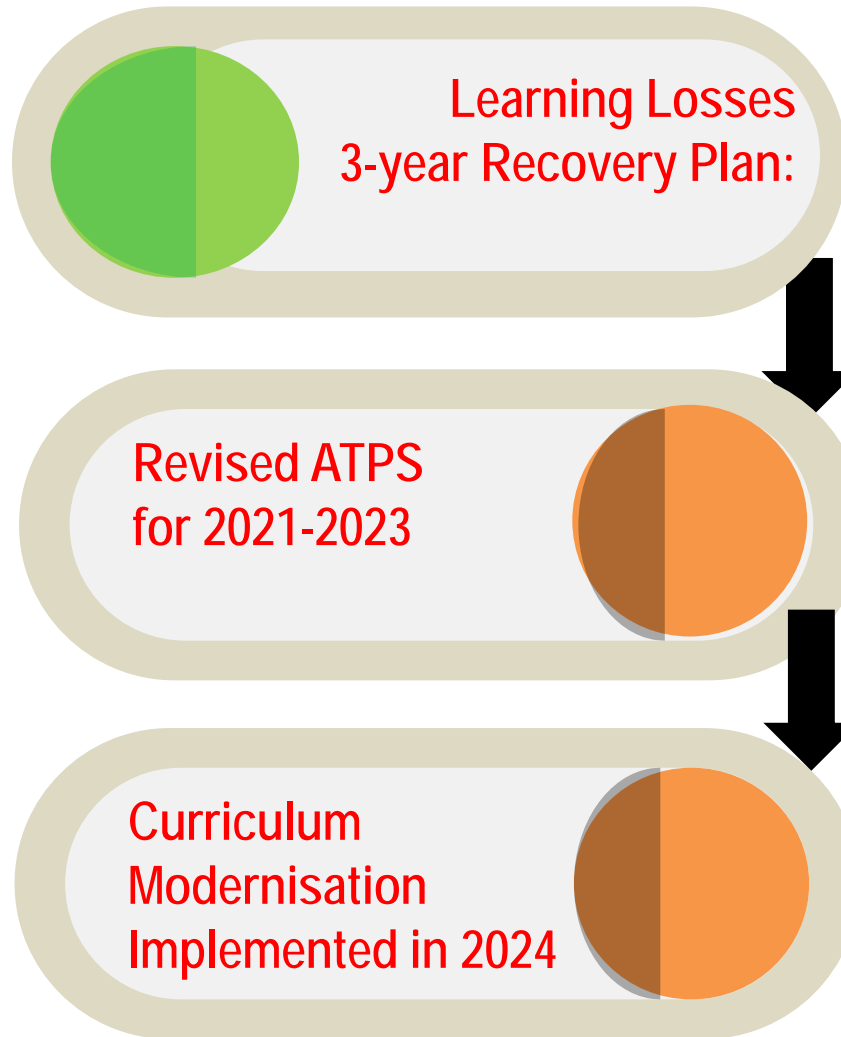 Learning Losses
3-year Recovery Plan:
Revised ATPS
for 2021-2023
Curriculum
Modernisation
Implemented in 2024